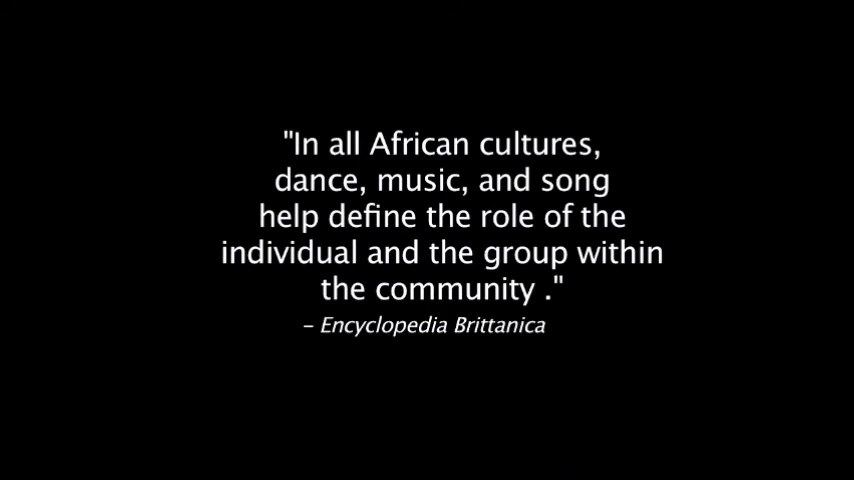 "In all African cultures,
dance, music, and song
help define the role of the
individual and the group within
the community ."
– Encyclopedia Brittanica